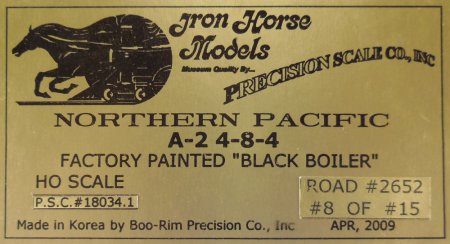 Iron Horse
Models
Museum Quality By...
PRECISION SCALE CO., INC
NORTHERN PACIFIC
A-2 4-8-4
FACTORY PAINTED "BLACK BOILER"
HO SCALE
ROAD #2652
P.S.C.#18034.1
#8 OF #15
Made in Korea by Boo-Rim Precision Co., Inc
APR, 2009